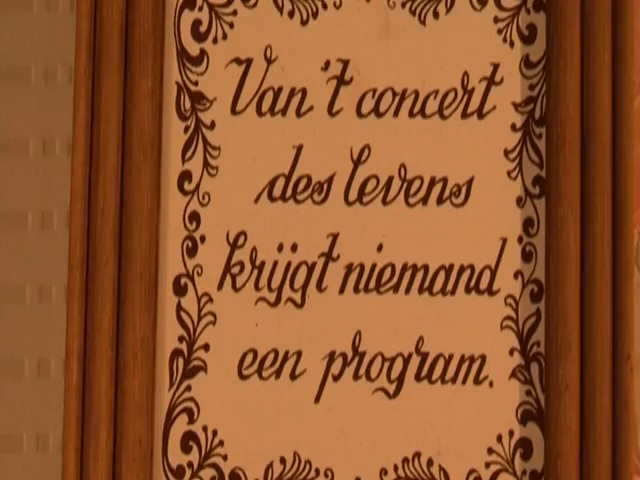 Van 't concert
des levens
krijgt niemand
een program.